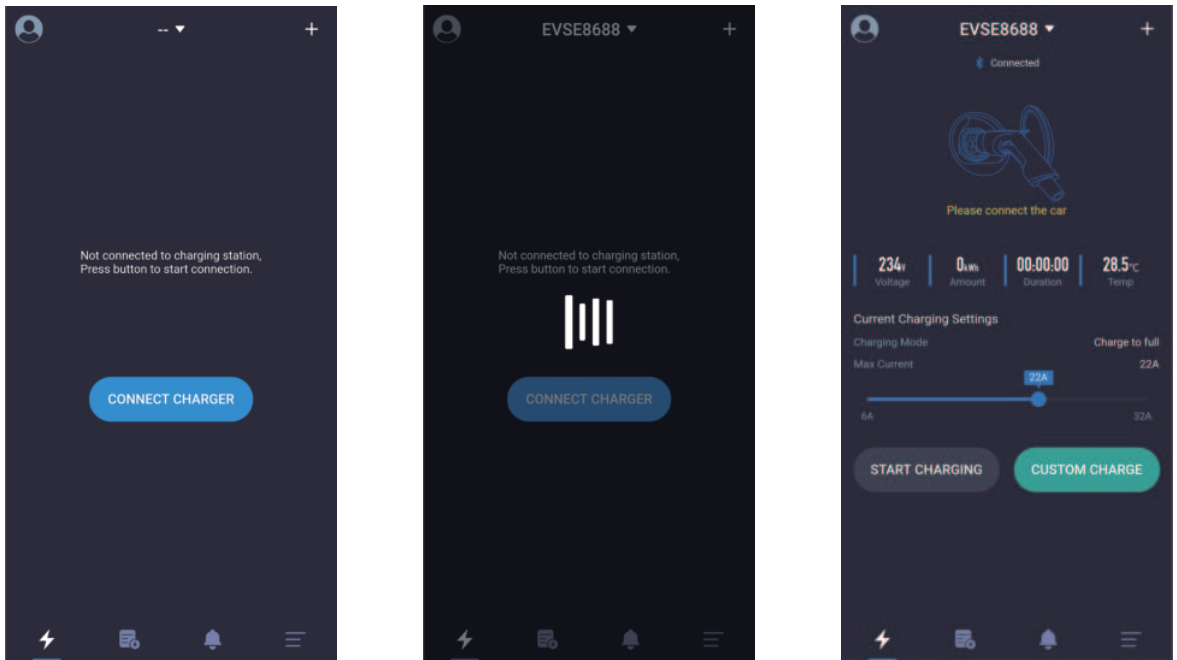 -- ▼ +
Not connected to charging station,
Press button to start connection.
CONNECT CHARGER
EVSE8688 ▼ +
Not connected to charging station,
Press button to start connection.
CONNECT CHARGER
EVSE8688 ▼ +
Connected
Please connect the car
234V 0kWh 00:00:00 28.5°C
Voltage Amount Duration Temp
Current Charging Settings
Charging Mode Charge to full
Max Current 22A
22A
6A 32A
START CHARGING CUSTOM CHARGE